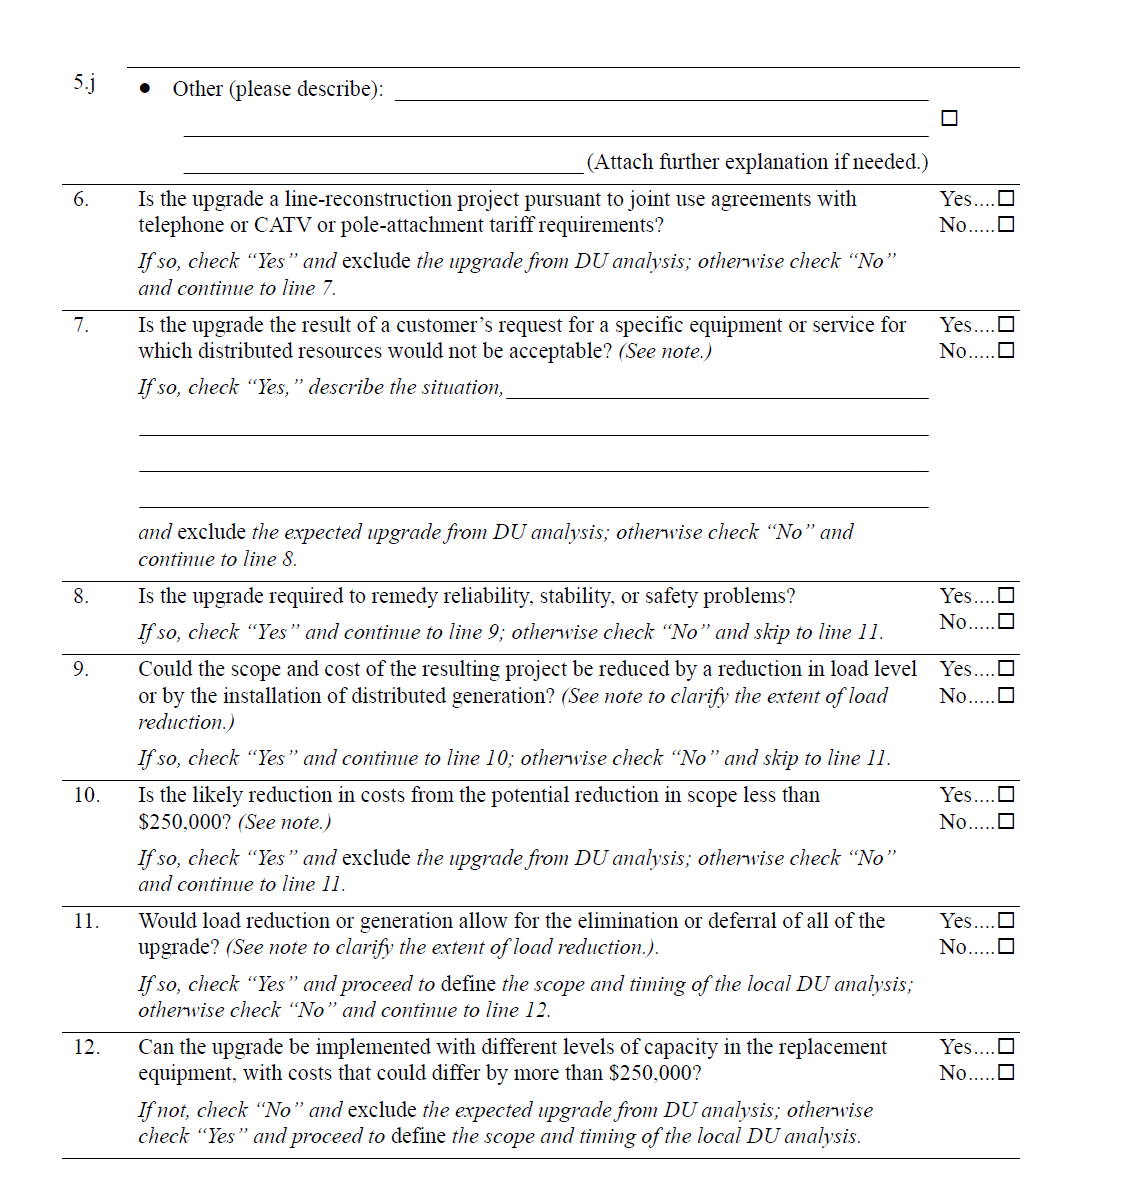 5.j
• Other (please describe): 
☐
(Attach further explanation if needed.)
6. Is the upgrade a line-reconstruction project pursuant to joint use agreements with Yes....☐
telephone or CATV or pole-attachment tariff requirements? No.....☐
If so, check “Yes” and exclude the upgrade from DU analysis; otherwise check “No”
and continue to line 7.
7. Is the upgrade the result of a customer’s request for a specific equipment or service for Yes....☐
which distributed resources would not be acceptable? (See note.) No.....☐
If so, check “Yes,” describe the situation,
and exclude the expected upgrade from DU analysis; otherwise check “No” and
continue to line 8.
8. Is the upgrade required to remedy reliability, stability, or safety problems? Yes....☐
No.....☐
If so, check “Yes” and continue to line 9; otherwise check “No” and skip to line 11.
9. Could the scope and cost of the resulting project be reduced by a reduction in load level Yes....☐
or by the installation of distributed generation? (See note to clarify the extent of load No.....☐
reduction.)
If so, check “Yes” and continue to line 10; otherwise check “No” and skip to line 11.
10. Is the likely reduction in costs from the potential reduction in scope less than Yes....☐
$250,000? (See note.) No.....☐
If so, check “Yes” and exclude the upgrade from DU analysis; otherwise check “No”
and continue to line 11.
11. Would load reduction or generation allow for the elimination or deferral of all of the Yes....☐
upgrade? (See note to clarify the extent of load reduction.). No.....☐
If so, check “Yes” and proceed to define the scope and timing of the local DU analysis;
otherwise check “No” and continue to line 12.
12. Can the upgrade be implemented with different levels of capacity in the replacement Yes....☐
equipment, with costs that could differ by more than $250,000? No.....☐
If not, check “No” and exclude the expected upgrade from DU analysis; otherwise
check “Yes” and proceed to define the scope and timing of the local DU analysis.